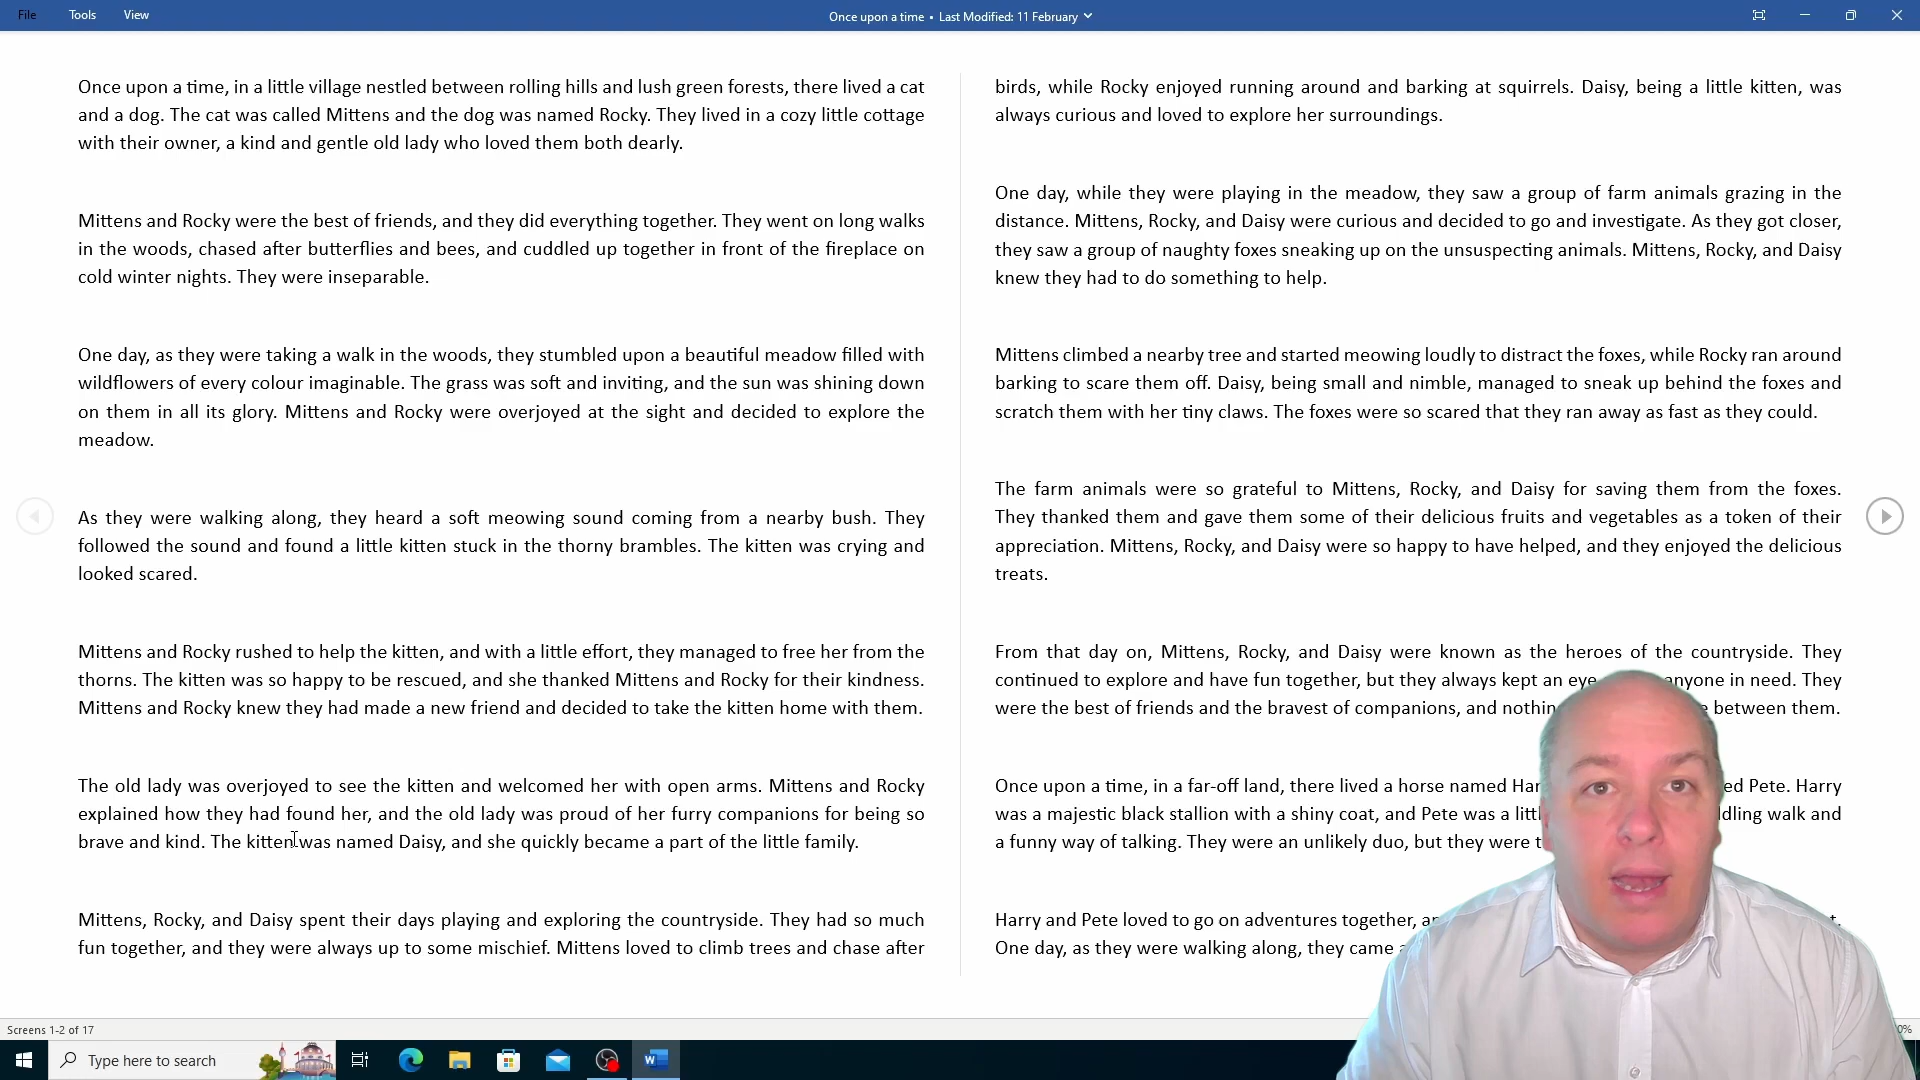 File Tools View Once upon a time • Last Modified: 11 February
Once upon a time, in a little village nestled between rolling hills and lush green forests, there lived a cat
and a dog. The cat was called Mittens and the dog was named Rocky. They lived in a cozy little cottage
with their owner, a kind and gentle old lady who loved them both dearly.
Mittens and Rocky were the best of friends, and they did everything together. They went on long walks
in the woods, chased after butterflies and bees, and cuddled up together in front of the fireplace on
cold winter nights. They were inseparable.
One day, as they were taking a walk in the woods, they stumbled upon a beautiful meadow filled with
wildflowers of every colour imaginable. The grass was soft and inviting, and the sun was shining down
on them in all its glory. Mittens and Rocky were overjoyed at the sight and decided to explore the
meadow.
As they were walking along, they heard a soft meowing sound coming from a nearby bush. They
followed the sound and found a little kitten stuck in the thorny brambles. The kitten was crying and
looked scared.
Mittens and Rocky rushed to help the kitten, and with a little effort, they managed to free her from the
thorns. The kitten was so happy to be rescued, and she thanked Mittens and Rocky for their kindness.
Mittens and Rocky knew they had made a new friend and decided to take the kitten home with them.
The old lady was overjoyed to see the kitten and welcomed her with open arms. Mittens and Rocky
explained how they had found her, and the old lady was proud of her furry companions for being so
brave and kind. The kitten was named Daisy, and she quickly became a part of the little family.
Mittens, Rocky, and Daisy spent their days playing and exploring the countryside. They had so much
fun together, and they were always up to some mischief. Mittens loved to climb trees and chase after
birds, while Rocky enjoyed running around and barking at squirrels. Daisy, being a little kitten, was
always curious and loved to explore her surroundings.
One day, while they were playing in the meadow, they saw a group of farm animals grazing in the
distance. Mittens, Rocky, and Daisy were curious and decided to go and investigate. As they got closer,
they saw a group of naughty foxes sneaking up on the unsuspecting animals. Mittens, Rocky, and Daisy
knew they had to do something to help.
Mittens climbed a nearby tree and started meowing loudly to distract the foxes, while Rocky ran around
barking to scare them off. Daisy, being small and nimble, managed to sneak up behind the foxes and
scratch them with her tiny claws. The foxes were so scared that they ran away as fast as they could.
The farm animals were so grateful to Mittens, Rocky, and Daisy for saving them from the foxes.
They thanked them and gave them some of their delicious fruits and vegetables as a token of their
appreciation. Mittens, Rocky, and Daisy were so happy to have helped, and they enjoyed the delicious
treats.
From that day on, Mittens, Rocky, and Daisy were known as the heroes of the countryside. They
continued to explore and have fun together, but they always kept an eye anyone in need. They
were the best of friends and the bravest of companions, and between them.
Once upon a time, in a far-off land, there lived a horse named Pete. Harry
was a majestic black stallion with a shiny coat, and Pete was a walk and
a funny way of talking. They were an unlikely duo, but they were
Harry and Pete loved to go on adventures together,
One day, as they were walking along, they came
Screens 1-2 of 17
Type here to search